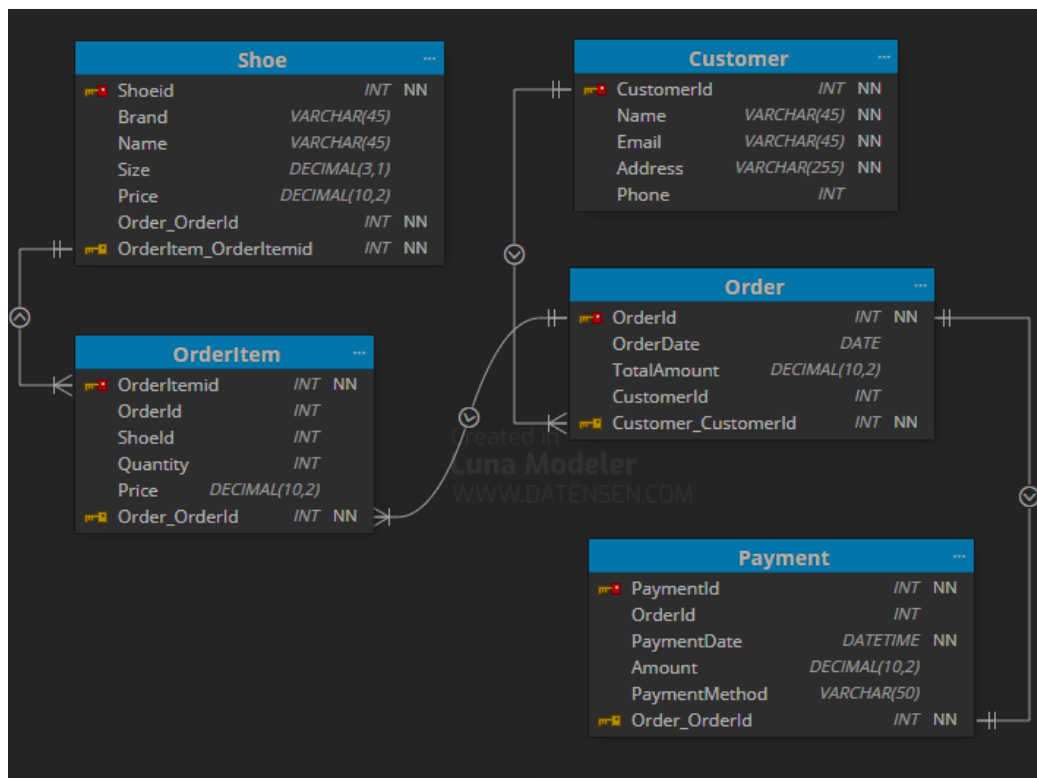 Shoe ...
Shoeid INT NN
Brand VARCHAR(45)
Name VARCHAR(45)
Size DECIMAL(3,1)
Price DECIMAL(10,2)
Order_OrderId INT NN
OrderItem_OrderItemid INT NN
Customer ...
CustomerId INT NN
Name VARCHAR(45) NN
Email VARCHAR(45) NN
Address VARCHAR(255) NN
Phone INT
Order ...
OrderId INT NN
OrderDate DATE
TotalAmount DECIMAL(10,2)
CustomerId INT
Customer_CustomerId INT NN
OrderItem ...
OrderItemid INT NN
OrderId INT
ShoeId INT
Quantity INT
Price DECIMAL(10,2)
Order_OrderId INT NN
Created in
Luna Modeler
WWW.DATENSEN.COM
Payment ...
PaymentId INT NN
OrderId INT
PaymentDate DATETIME NN
Amount DECIMAL(10,2)
PaymentMethod VARCHAR(50)
Order_OrderId INT NN